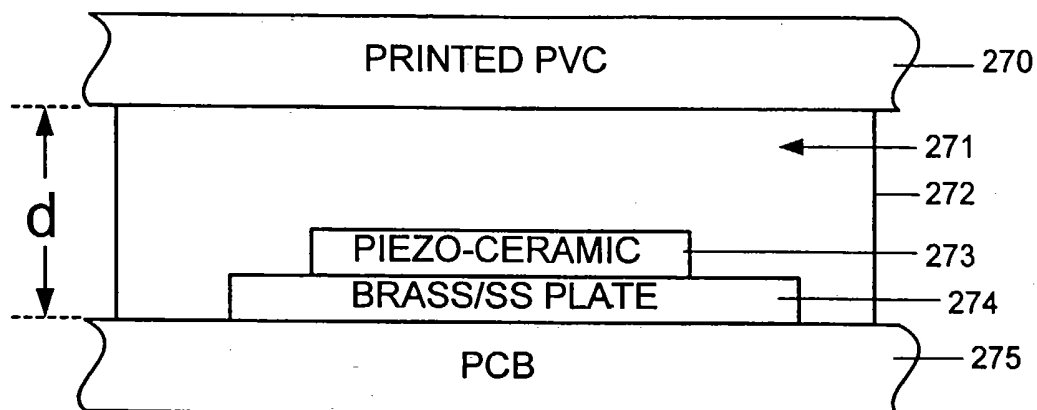 PRINTED PVC
270
271
272
d
PIEZO-CERAMIC
273
BRASS/SS PLATE
274
PCB
275